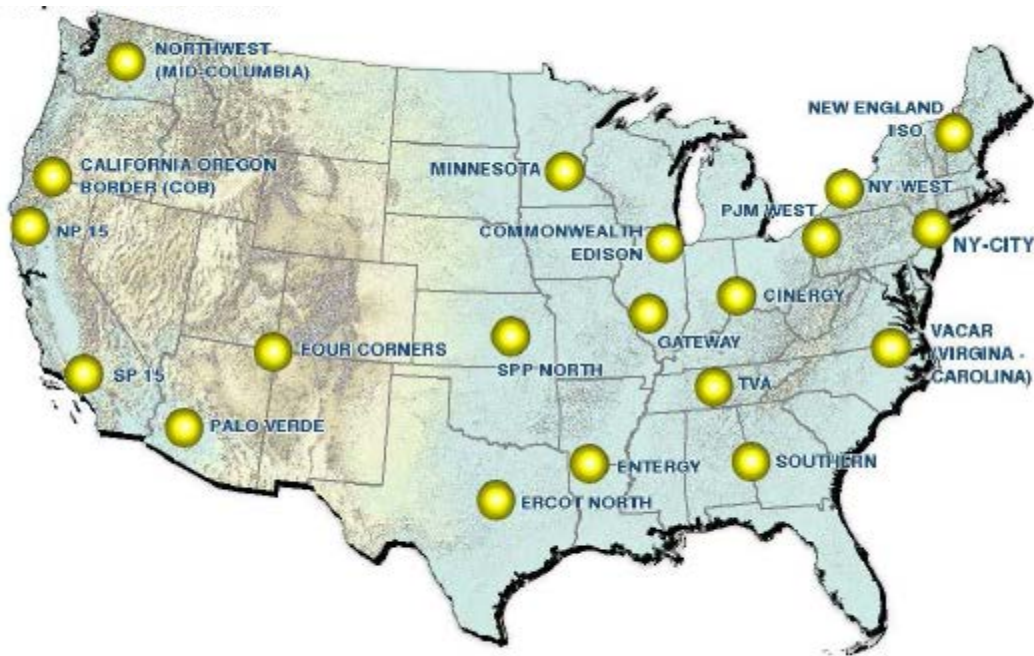 NORTHWEST
(MID-COLUMBIA)
NEW ENGLAND
ISO
CALIFORNIA OREGON
BORDER (COB)
MINNESOTA
NY WEST
PJM WEST
NP 15
COMMONWEALTH
EDISON
NY-CITY
CINERGY
GATEWAY
VACAR
(VIRGINA -
CAROLINA)
FOUR CORNERS
SPP NORTH
SP 15
TVA
PALO VERDE
ENTERGY
SOUTHERN
ERCOT NORTH